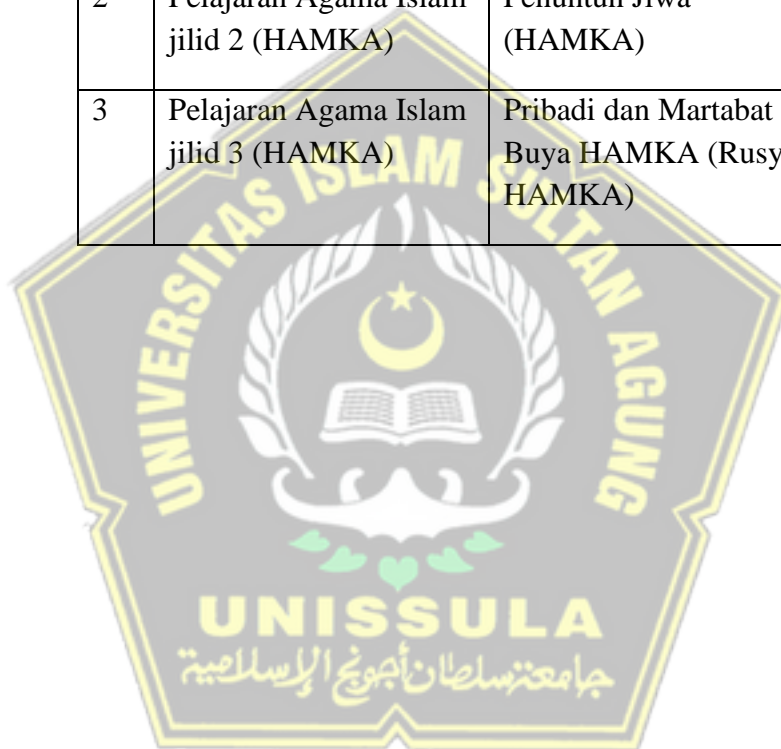 2 Pelajaran Agama Islam Penuntun Jiwa
jilid 2 (HAMKA) (HAMKA)
3 Pelajaran Agama Islam Pribadi dan Martabat
jilid 3 (HAMKA) Buya HAMKA (Rusy
HAMKA)
UNIVERSITAS ISLAM SULTAN AGUNG
UNISSULA
جامعة سلطان أجونج الإسلامية